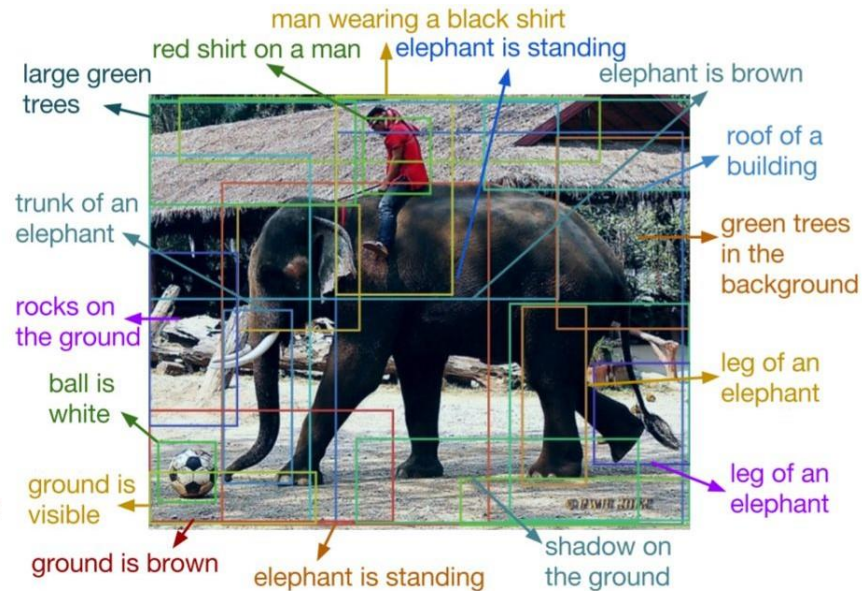 man wearing a black shirt
red shirt on a man
elephant is standing
large green
trees
elephant is brown
roof of a
building
trunk of an
elephant
green trees
in the
background
rocks on
the ground
leg of an
elephant
ball is
white
leg of an
elephant
ground is
visible
ground is brown
elephant is standing
shadow on
the ground